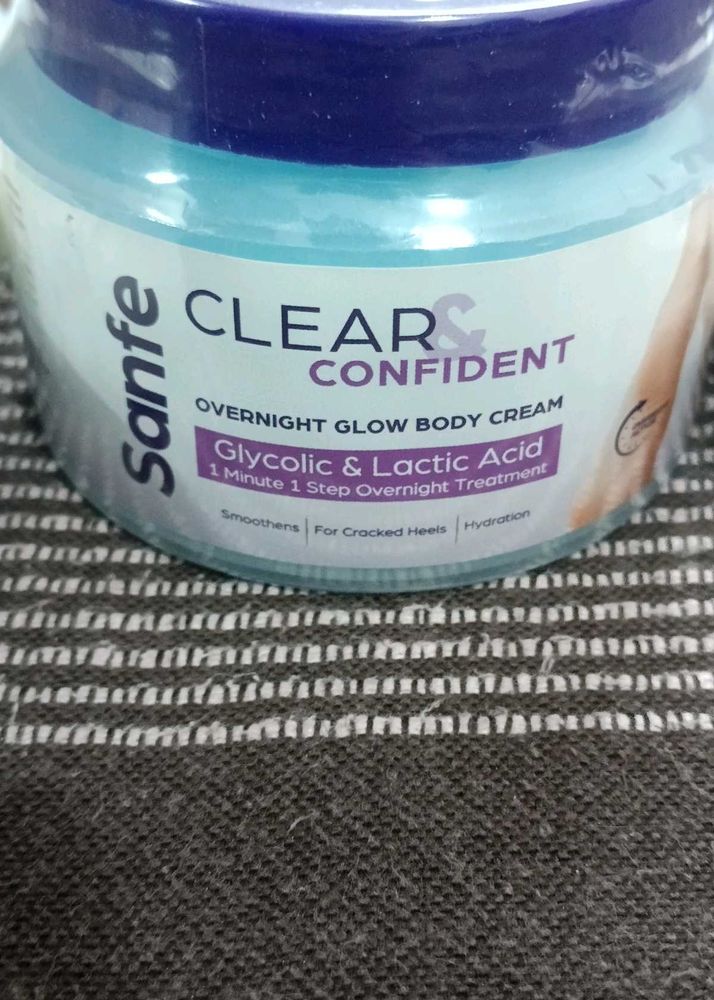 Sanfe
CLEAR &
CONFIDENT
OVERNIGHT GLOW BODY CREAM
Glycolic & Lactic Acid
1 Minute 1 Step Overnight Treatment
Smoothens | For Cracked Heels | Hydration